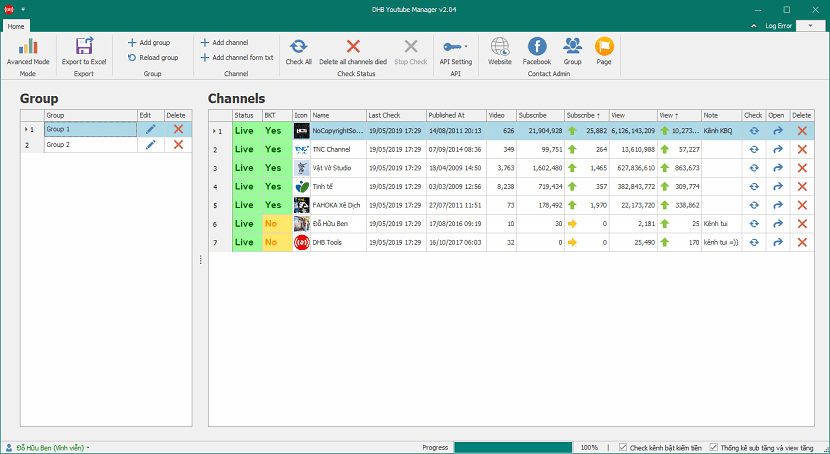 DHB Youtube Manager v2.04
Home
Log Error
Avanced Mode
Export to Excel
Add group
Reload group
Add channel
Add channel form txt
Check All
Delete all channels died
Stop Check
API Setting
Website
Facebook
Group
Page
Mode
Export
Group
Channel
Check Status
API
Contact Admin
Group
Group Edit Delete
1 Group 1
2 Group 2
Channels
Status BKT Icon Name Last Check Published At Video Subscribe Subscribe ↑ View View ↑ Note Check Open Delete
1 Live Yes NoCopyrightSo... 19/05/2019 17:29 14/08/2011 20:13 626 21,904,928 25,882 6,126,143,209 10,273... Kênh KBQ
2 Live Yes TNC Channel 19/05/2019 17:29 07/09/2014 08:36 349 99,751 264 13,610,988 57,227
3 Live Yes Vật Vờ Studio 19/05/2019 17:29 18/04/2009 14:50 3,763 1,602,480 1,465 627,836,610 863,673
4 Live Yes Tinh tế 19/05/2019 17:29 03/03/2009 12:56 8,238 719,434 357 382,843,772 309,774
5 Live Yes FAHOKA Xê Dịch 19/05/2019 17:29 27/07/2011 11:51 73 178,492 1,970 22,173,720 338,862
6 Live No Đỗ Hữu Ben 19/05/2019 17:29 17/08/2016 09:19 10 30 0 2,181 25 Kênh tui
7 Live No DHB Tools 19/05/2019 17:29 16/10/2017 06:03 32 0 0 25,490 170 kênh tui =))
Đỗ Hữu Ben (Vĩnh viễn)
Progress
100%
Check kênh bật kiếm tiền
Thống kê sub tăng và view tăng